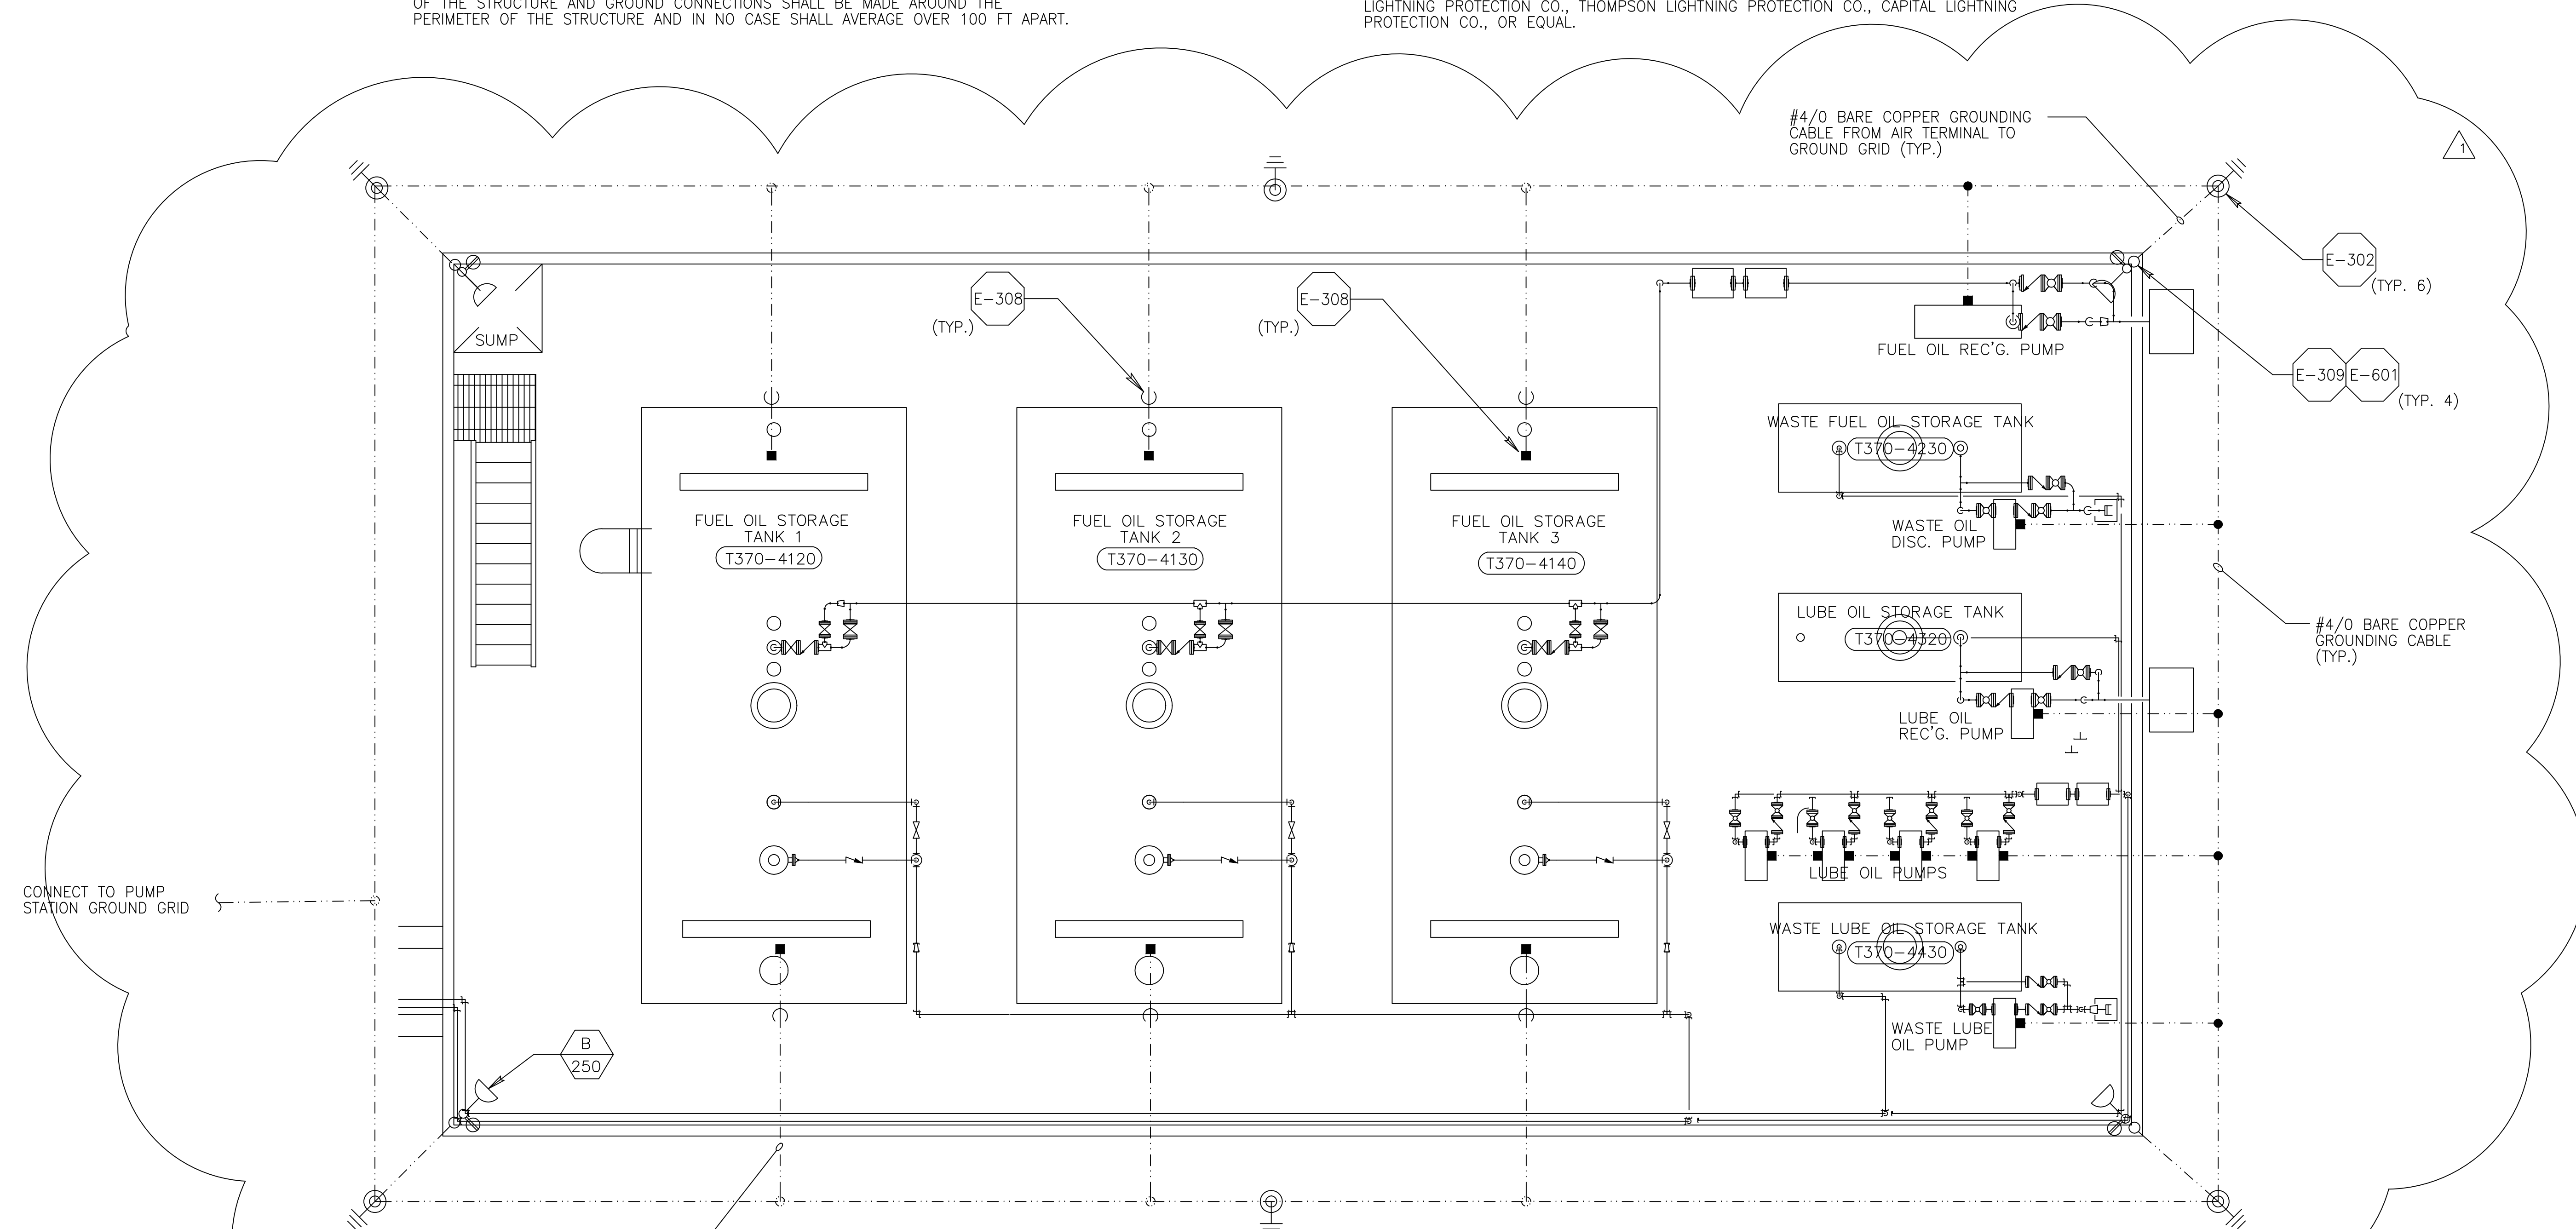 OF THE STRUCTURE AND GROUND CONNECTIONS SHALL BE MADE AROUND THE
PERIMETER OF THE STRUCTURE AND IN NO CASE SHALL AVERAGE OVER 100 FT APART.
LIGHTNING PROTECTION CO., THOMPSON LIGHTNING PROTECTION CO., CAPITAL LIGHTNING
PROTECTION CO., OR EQUAL.
#4/0 BARE COPPER GROUNDING
CABLE FROM AIR TERMINAL TO
GROUND GRID (TYP.)
1
E-302
(TYP. 6)
E-308
(TYP.)
E-308
(TYP.)
SUMP
FUEL OIL REC'G. PUMP
E-309 E-601
(TYP. 4)
WASTE FUEL OIL STORAGE TANK
T370-4230
FUEL OIL STORAGE
TANK 1
T370-4120
FUEL OIL STORAGE
TANK 2
T370-4130
FUEL OIL STORAGE
TANK 3
T370-4140
WASTE OIL
DISC. PUMP
LUBE OIL STORAGE TANK
T370-4320
#4/0 BARE COPPER
GROUNDING CABLE
(TYP.)
LUBE OIL
REC'G. PUMP
LUBE OIL PUMPS
CONNECT TO PUMP
STATION GROUND GRID
WASTE LUBE OIL STORAGE TANK
T370-4430
WASTE LUBE
OIL PUMP
B
250